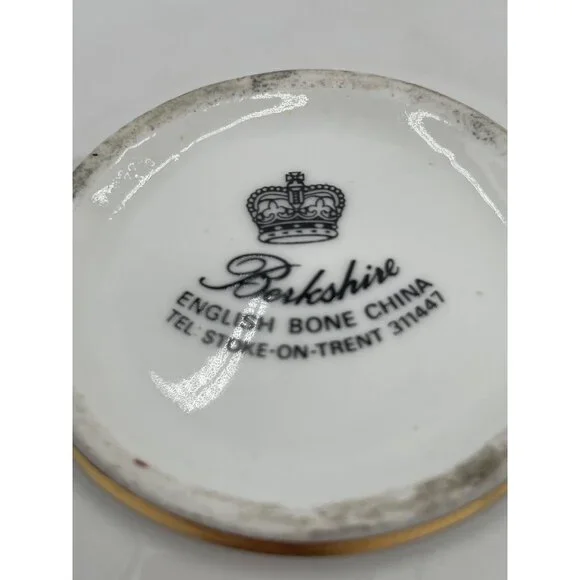 Berkshire
ENGLISH BONE CHINA
TEL STOKE-ON-TRENT 311447